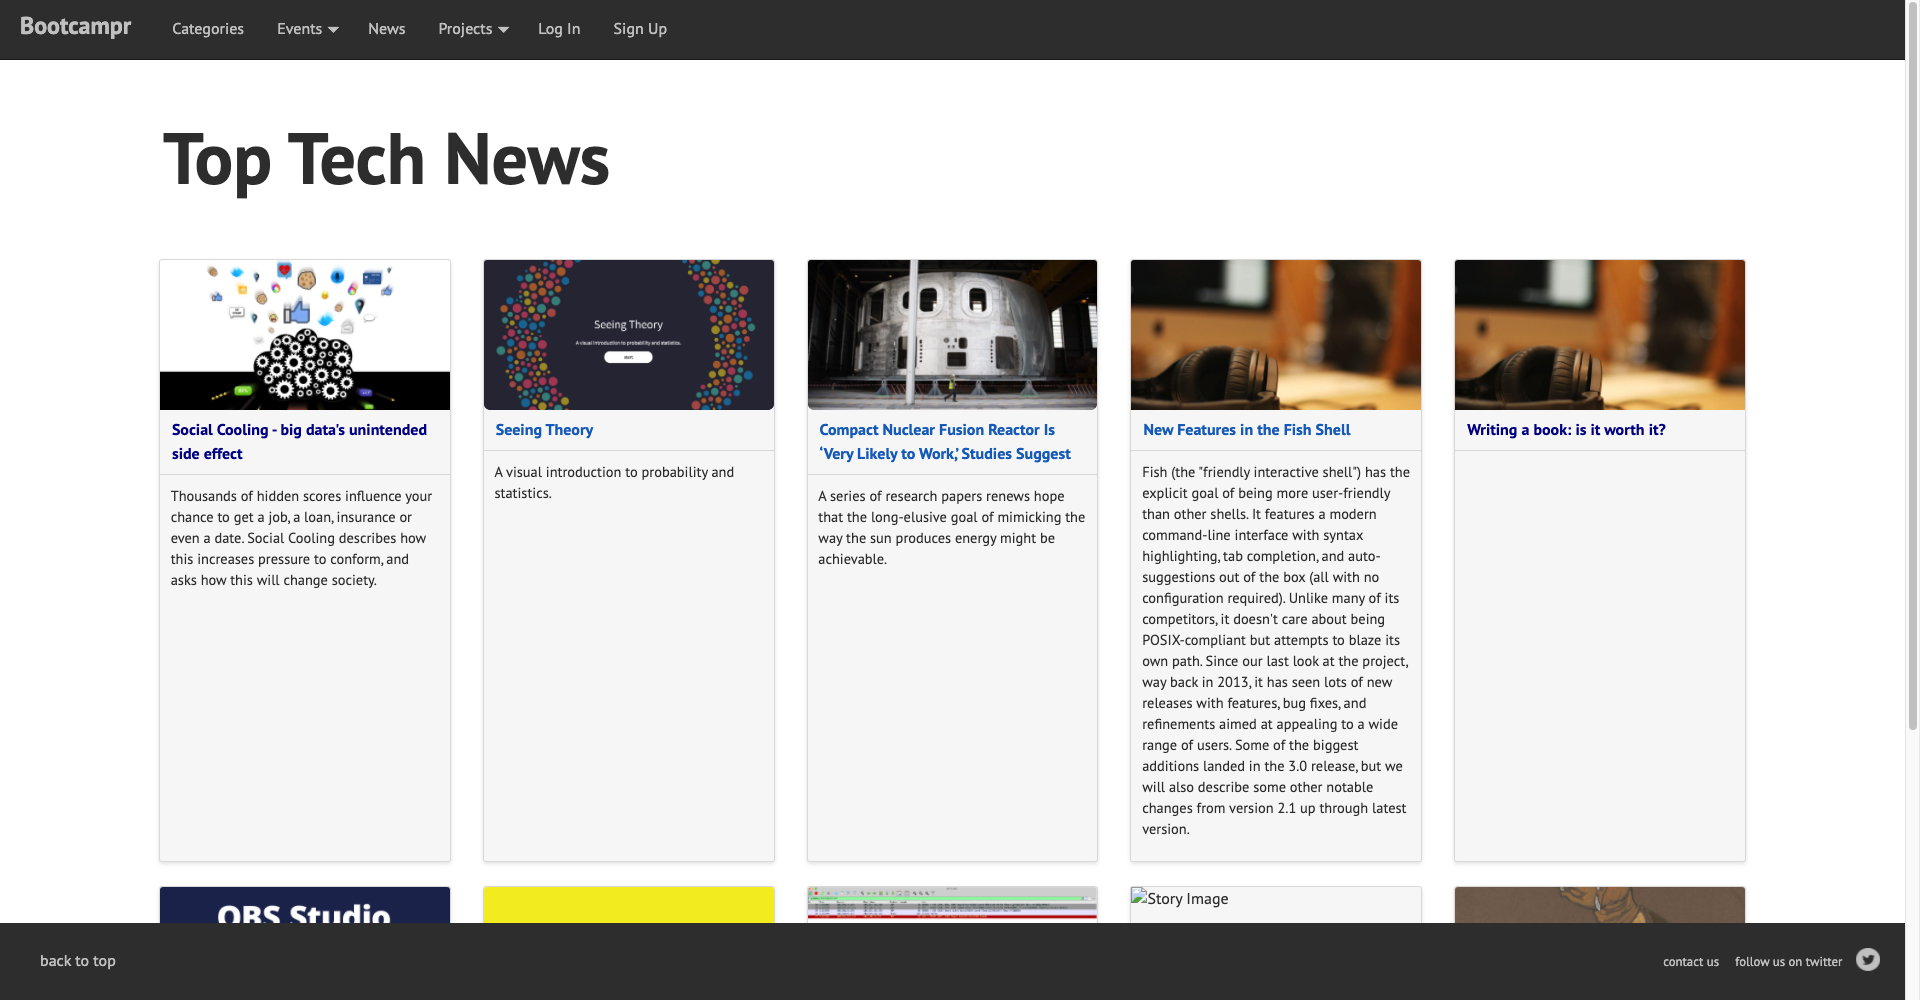 Bootcampr
Categories
Events
News
Projects
Log In
Sign Up
Top Tech News
Social Cooling - big data's unintended
side effect
Thousands of hidden scores influence your
chance to get a job, a loan, insurance or
even a date. Social Cooling describes how
this increases pressure to conform, and
asks how this will change society.
Seeing Theory
A visual introduction to probability and statistics.
start
Seeing Theory
A visual introduction to probability and
statistics.
Compact Nuclear Fusion Reactor Is
‘Very Likely to Work,’ Studies Suggest
A series of research papers renews hope
that the long-elusive goal of mimicking the
way the sun produces energy might be
achievable.
New Features in the Fish Shell
Fish (the "friendly interactive shell") has the
explicit goal of being more user-friendly
than other shells. It features a modern
command-line interface with syntax
highlighting, tab completion, and auto-
suggestions out of the box (all with no
configuration required). Unlike many of its
competitors, it doesn't care about being
POSIX-compliant but attempts to blaze its
own path. Since our last look at the project,
way back in 2013, it has seen lots of new
releases with features, bug fixes, and
refinements aimed at appealing to a wide
range of users. Some of the biggest
additions landed in the 3.0 release, but we
will also describe some other notable
changes from version 2.1 up through latest
version.
Writing a book: is it worth it?
OBS Studio
Story Image
back to top
contact us
follow us on twitter